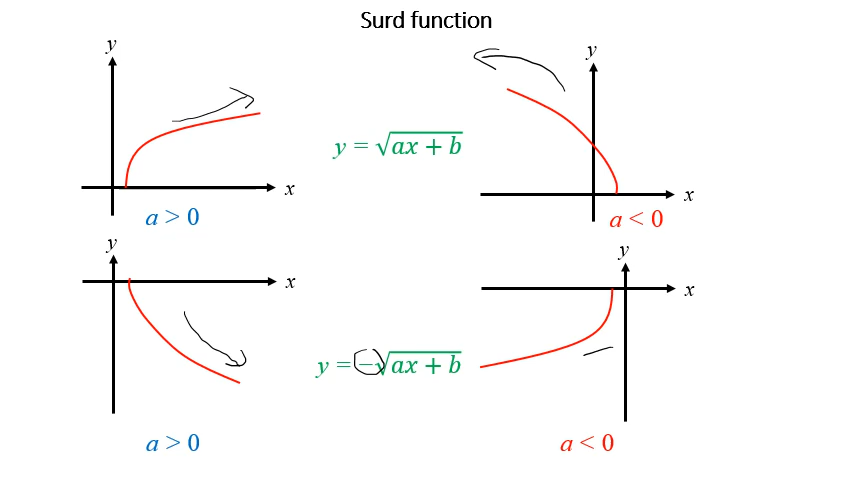 Surd function
y
x
a > 0
y = √ax + b
y
x
a < 0
y
x
a > 0
y = −√ax + b
y
x
a < 0